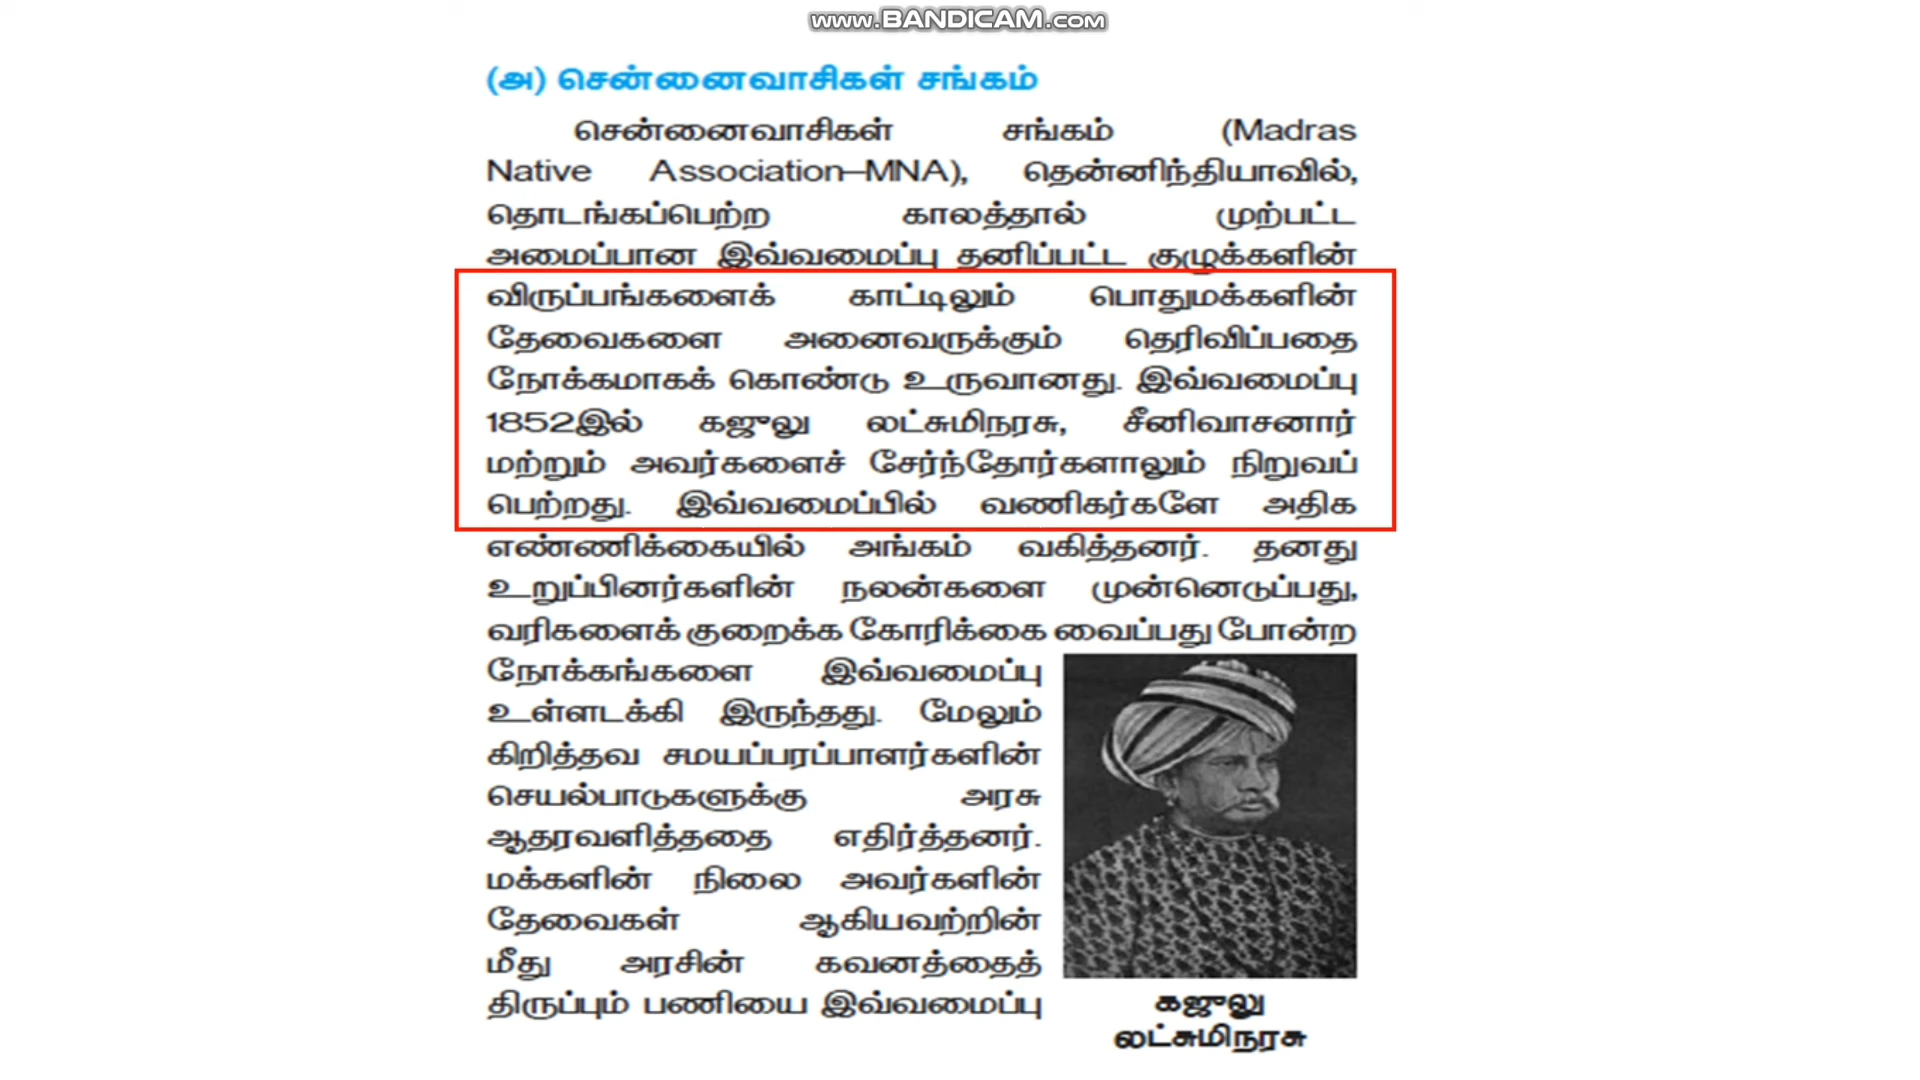 www.BANDICAM.com
(அ) சென்னைவாசிகள் சங்கம்
சென்னைவாசிகள் சங்கம் (Madras
Native Association–MNA), தென்னிந்தியாவில்,
தொடங்கப்பெற்ற காலத்தால் முற்பட்ட
அமைப்பான இவ்வமைப்பு தனிப்பட்ட குழுக்களின்
விருப்பங்களைக் காட்டிலும் பொதுமக்களின்
தேவைகளை அனைவருக்கும் தெரிவிப்பதை
நோக்கமாகக் கொண்டு உருவானது. இவ்வமைப்பு
1852இல் கஜுலு லட்சுமிநரசு, சீனிவாசனார்
மற்றும் அவர்களைச் சேர்ந்தோர்களாலும் நிறுவப்
பெற்றது. இவ்வமைப்பில் வணிகர்களே அதிக
எண்ணிக்கையில் அங்கம் வகித்தனர். தனது
உறுப்பினர்களின் நலன்களை முன்னெடுப்பது,
வரிகளைக் குறைக்க கோரிக்கை வைப்பது போன்ற
நோக்கங்களை இவ்வமைப்பு
உள்ளடக்கி இருந்தது. மேலும்
கிறித்தவ சமயப்பரப்பாளர்களின்
செயல்பாடுகளுக்கு அரசு
ஆதரவளித்ததை எதிர்த்தனர்.
மக்களின் நிலை அவர்களின்
தேவைகள் ஆகியவற்றின்
மீது அரசின் கவனத்தைத்
திருப்பும் பணியை இவ்வமைப்பு
கஜுலு
லட்சுமிநரசு